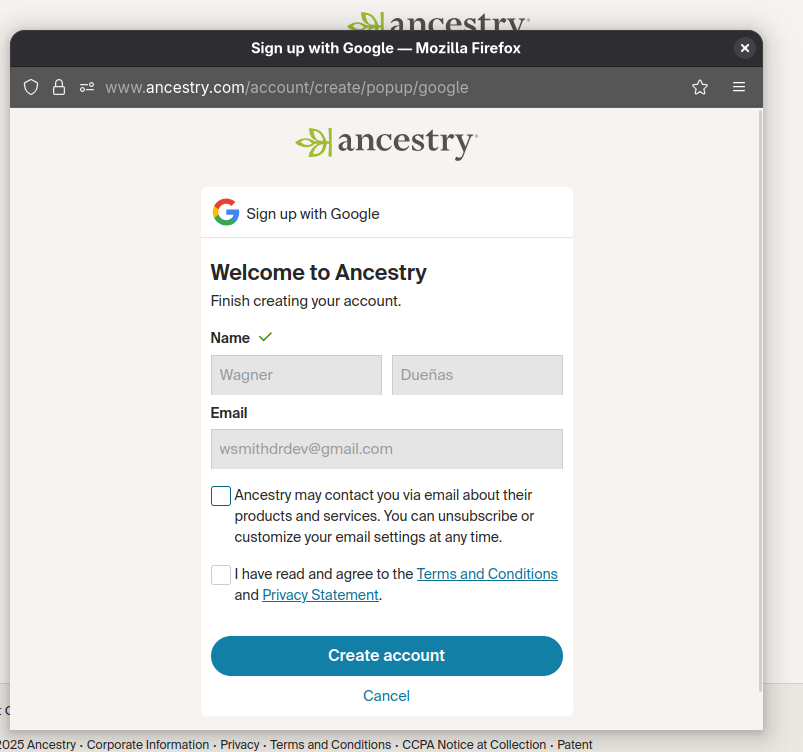 ancestry
Sign up with Google — Mozilla Firefox
www.ancestry.com/account/create/popup/google
ancestry
Sign up with Google
Welcome to Ancestry
Finish creating your account.
Name
Wagner Dueñas
Email
wsmithdrdev@gmail.com
Ancestry may contact you via email about their
products and services. You can unsubscribe or
customize your email settings at any time.
I have read and agree to the Terms and Conditions
and Privacy Statement.
Create account
Cancel
2025 Ancestry · Corporate Information · Privacy · Terms and Conditions · CCPA Notice at Collection · Patent